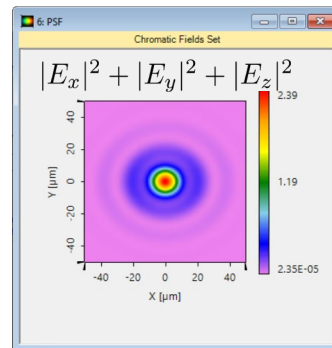 6: PSF
Chromatic Fields Set
|E_x|^2 + |E_y|^2 + |E_z|^2
2.39
1.19
2.35E-05
Y [µm]
40
20
0
-20
-40
-40 -20 0 20 40
X [µm]